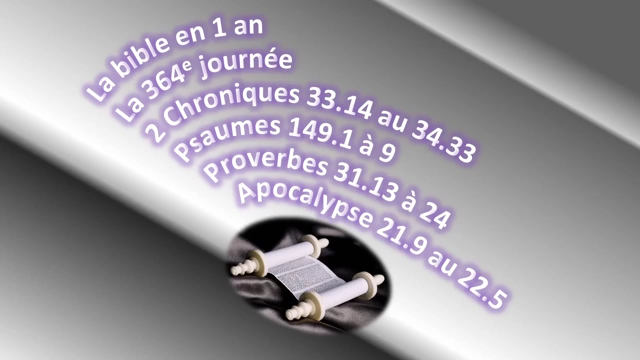 La bible en 1 an
La 364e journée
2 Chroniques 33.14 au 34.33
Psaumes 149.1 à 9
Proverbes 31.13 à 24
Apocalypse 21.9 au 22.5